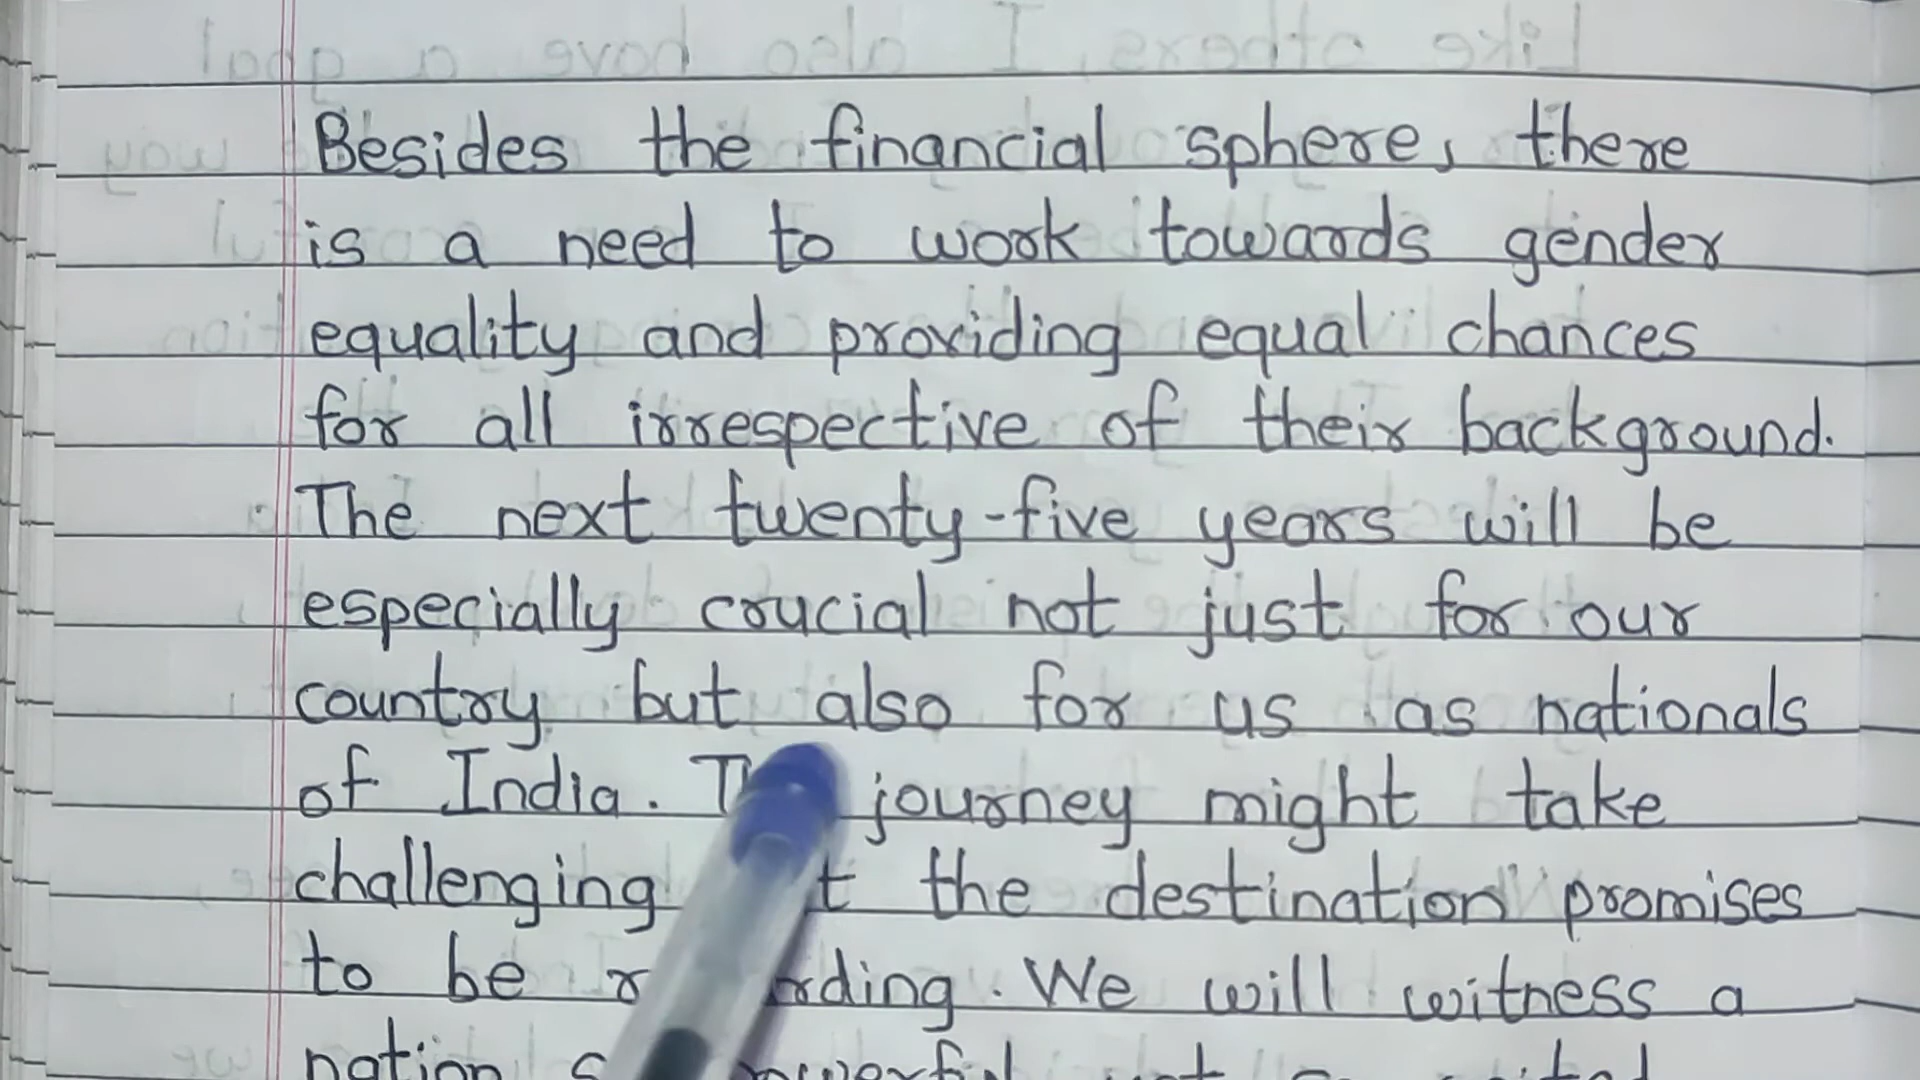 Besides the financial sphere, there
is a need to work towards gender
equality and providing equal chances
for all irrespective of their background.
The next twenty-five years will be
especially crucial not just for our
country but also for us as nationals
of India. journey might take
challenging the destination promises
to be We will witness a
nation